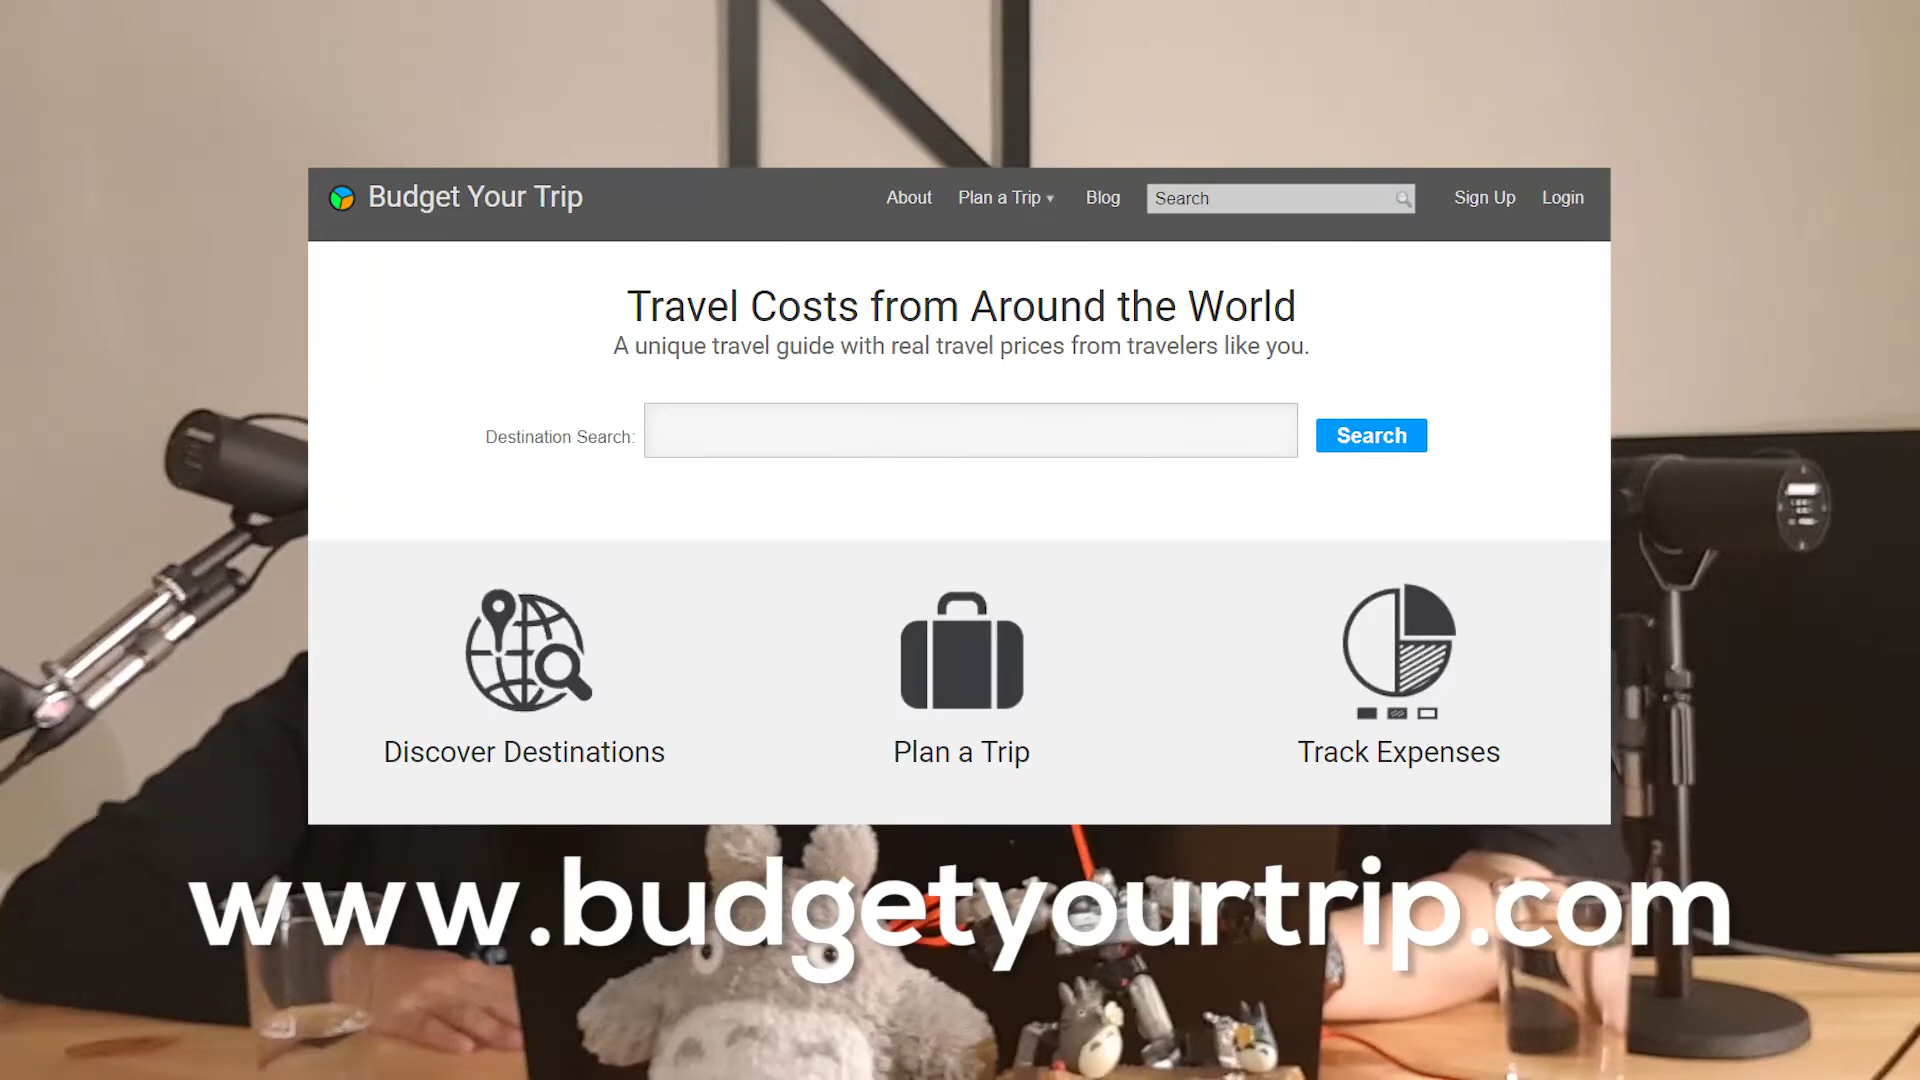 Budget Your Trip
About Plan a Trip ▾ Blog Search Sign Up Login
Travel Costs from Around the World
A unique travel guide with real travel prices from travelers like you.
Destination Search: Search
Discover Destinations
Plan a Trip
Track Expenses
www.budgetyourtrip.com